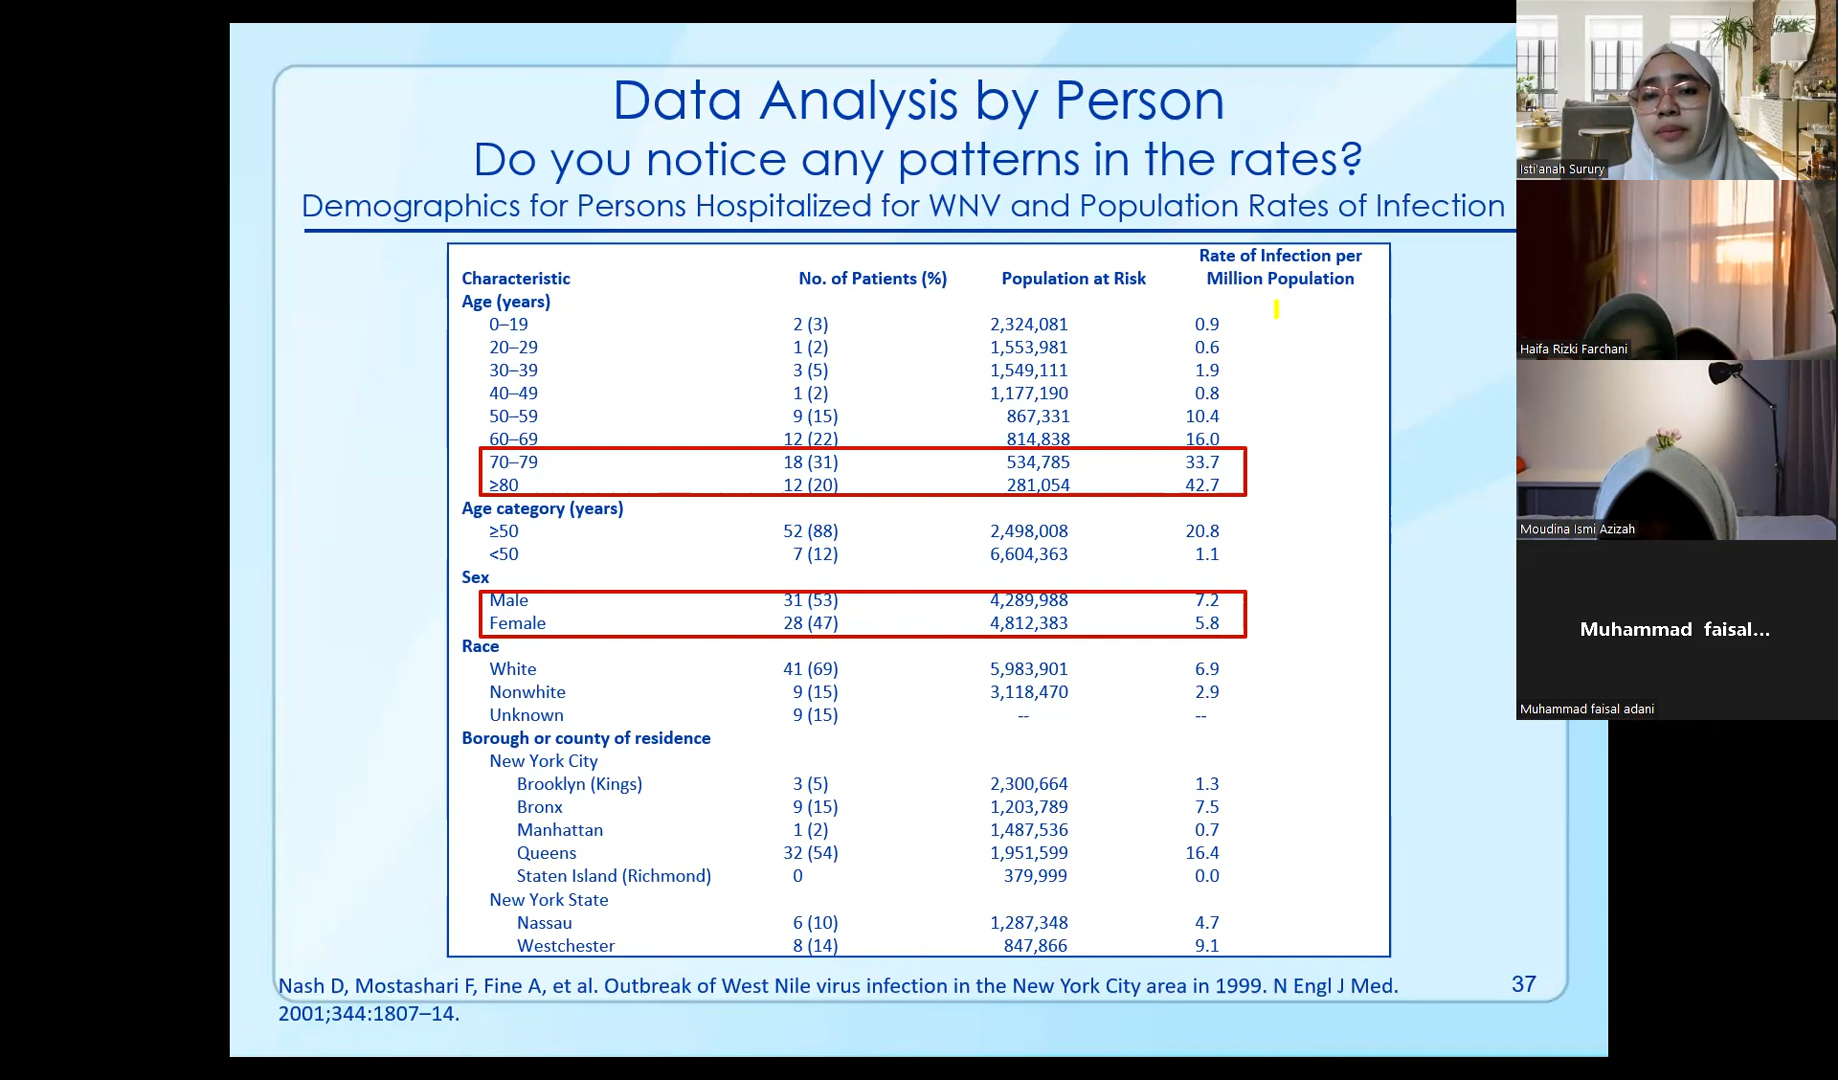 Data Analysis by Person
Do you notice any patterns in the rates?
Demographics for Persons Hospitalized for WNV and Population Rates of Infection
Characteristic No. of Patients (%) Population at Risk Rate of Infection per Million Population
Age (years)
0–19 2 (3) 2,324,081 0.9
20–29 1 (2) 1,553,981 0.6
30–39 3 (5) 1,549,111 1.9
40–49 1 (2) 1,177,190 0.8
50–59 9 (15) 867,331 10.4
60–69 12 (22) 814,838 16.0
70–79 18 (31) 534,785 33.7
≥80 12 (20) 281,054 42.7
Age category (years)
≥50 52 (88) 2,498,008 20.8
<50 7 (12) 6,604,363 1.1
Sex
Male 31 (53) 4,289,988 7.2
Female 28 (47) 4,812,383 5.8
Race
White 41 (69) 5,983,901 6.9
Nonwhite 9 (15) 3,118,470 2.9
Unknown 9 (15) -- --
Borough or county of residence
New York City
Brooklyn (Kings) 3 (5) 2,300,664 1.3
Bronx 9 (15) 1,203,789 7.5
Manhattan 1 (2) 1,487,536 0.7
Queens 32 (54) 1,951,599 16.4
Staten Island (Richmond) 0 379,999 0.0
New York State
Nassau 6 (10) 1,287,348 4.7
Westchester 8 (14) 847,866 9.1
Nash D, Mostashari F, Fine A, et al. Outbreak of West Nile virus infection in the New York City area in 1999. N Engl J Med.
2001;344:1807–14.
37
Isti'anah Surury
Haifa Rizki Farchani
Moudina Ismi Azizah
Muhammad faisal...
Muhammad faisal adani